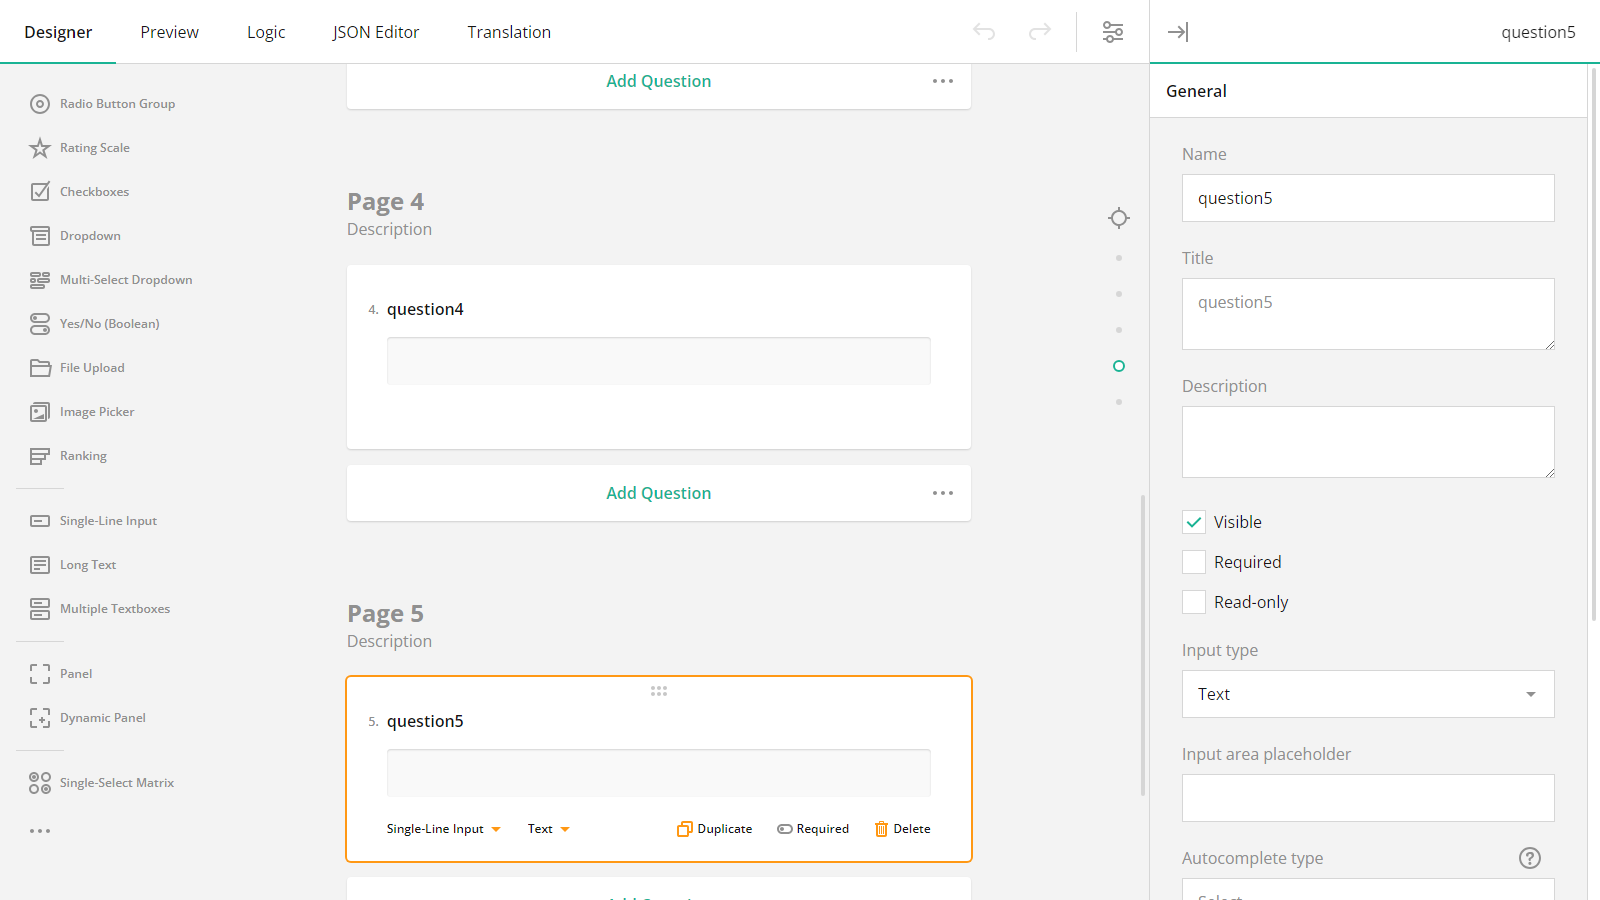 Designer
Preview
Logic
JSON Editor
Translation
question5
Radio Button Group
Rating Scale
Checkboxes
Dropdown
Multi-Select Dropdown
Yes/No (Boolean)
File Upload
Image Picker
Ranking
Single-Line Input
Long Text
Multiple Textboxes
Panel
Dynamic Panel
Single-Select Matrix
Add Question
Page 4
Description
4. question4
Add Question
Page 5
Description
5. question5
Single-Line Input
Text
Duplicate
Required
Delete
General
Name
question5
Title
question5
Description
Visible
Required
Read-only
Input type
Text
Input area placeholder
Autocomplete type
?